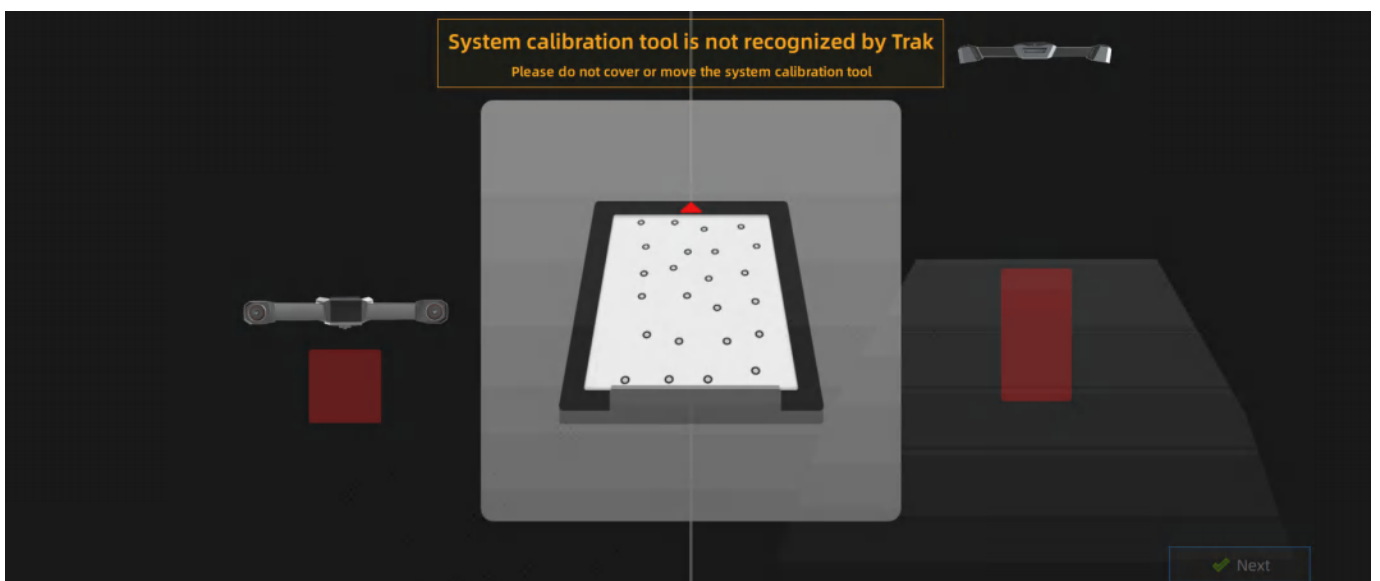 System calibration tool is not recognized by Trak
Please do not cover or move the system calibration tool
Next